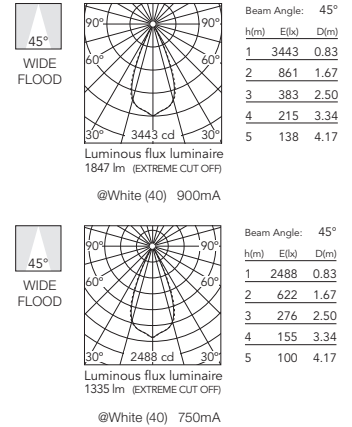 45°
WIDE
FLOOD
90° 90°
60° 60°
30° 3443 cd 30°
Luminous flux luminaire
1847 lm (EXTREME CUT OFF)
@White (40) 900mA
Beam Angle: 45°
h(m) E(lx) D(m)
1 3443 0.83
2 861 1.67
3 383 2.50
4 215 3.34
5 138 4.17
45°
WIDE
FLOOD
90° 90°
60° 60°
30° 2488 cd 30°
Luminous flux luminaire
1335 lm (EXTREME CUT OFF)
@White (40) 750mA
Beam Angle: 45°
h(m) E(lx) D(m)
1 2488 0.83
2 622 1.67
3 276 2.50
4 155 3.34
5 100 4.17